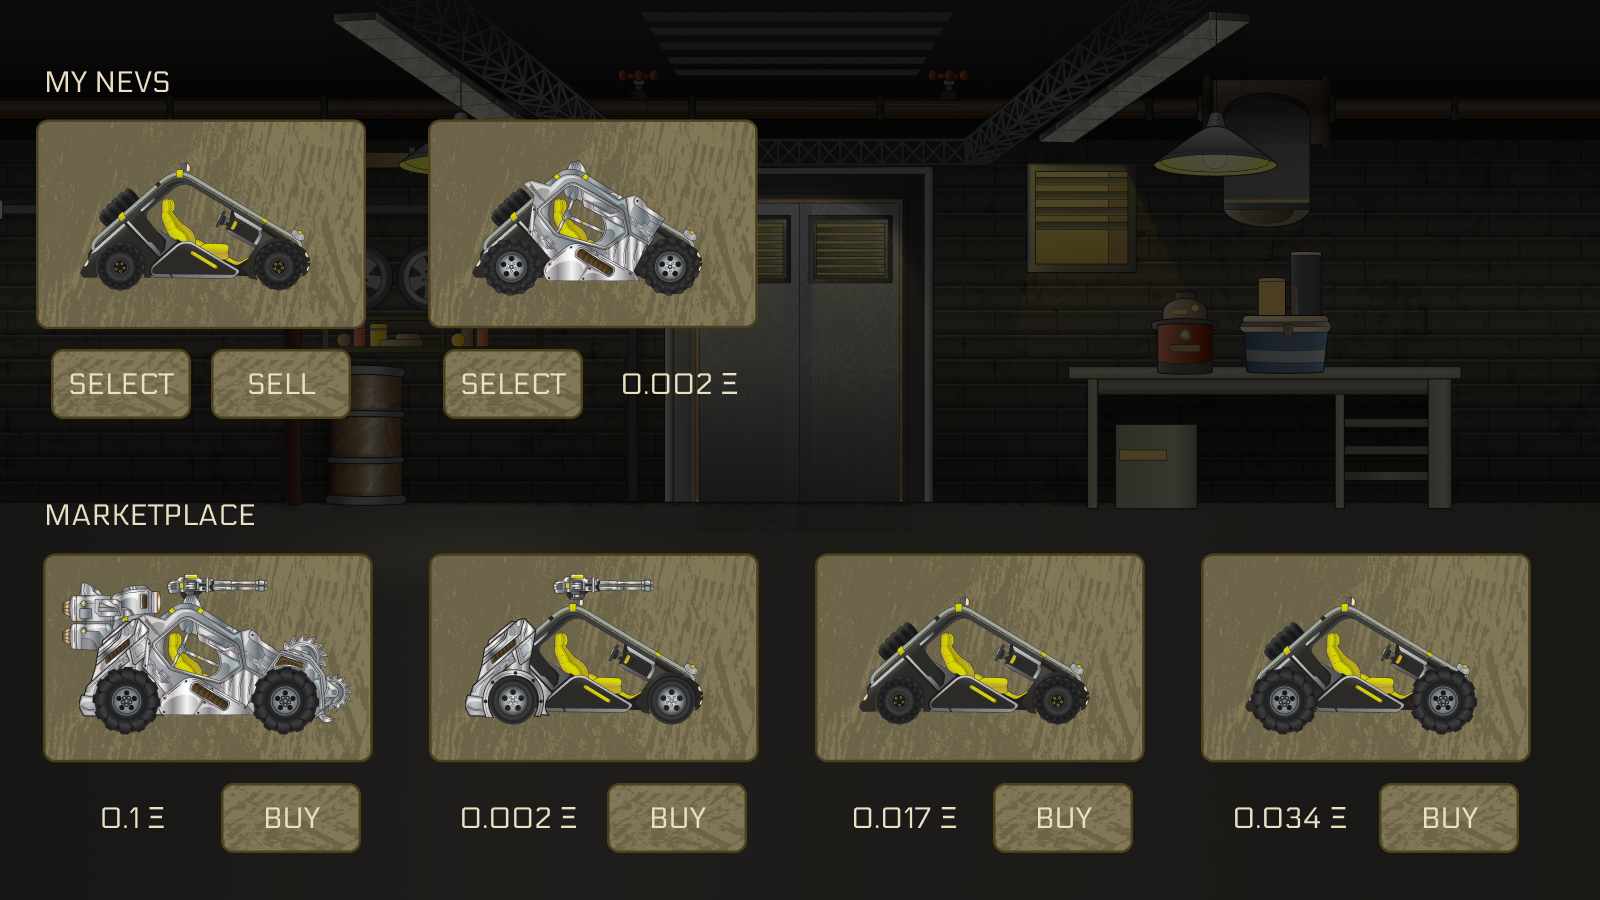 MY NEVS
SELECT SELL SELECT 0.002 Ξ
MARKETPLACE
0.1 Ξ BUY 0.002 Ξ BUY 0.017 Ξ BUY 0.034 Ξ BUY